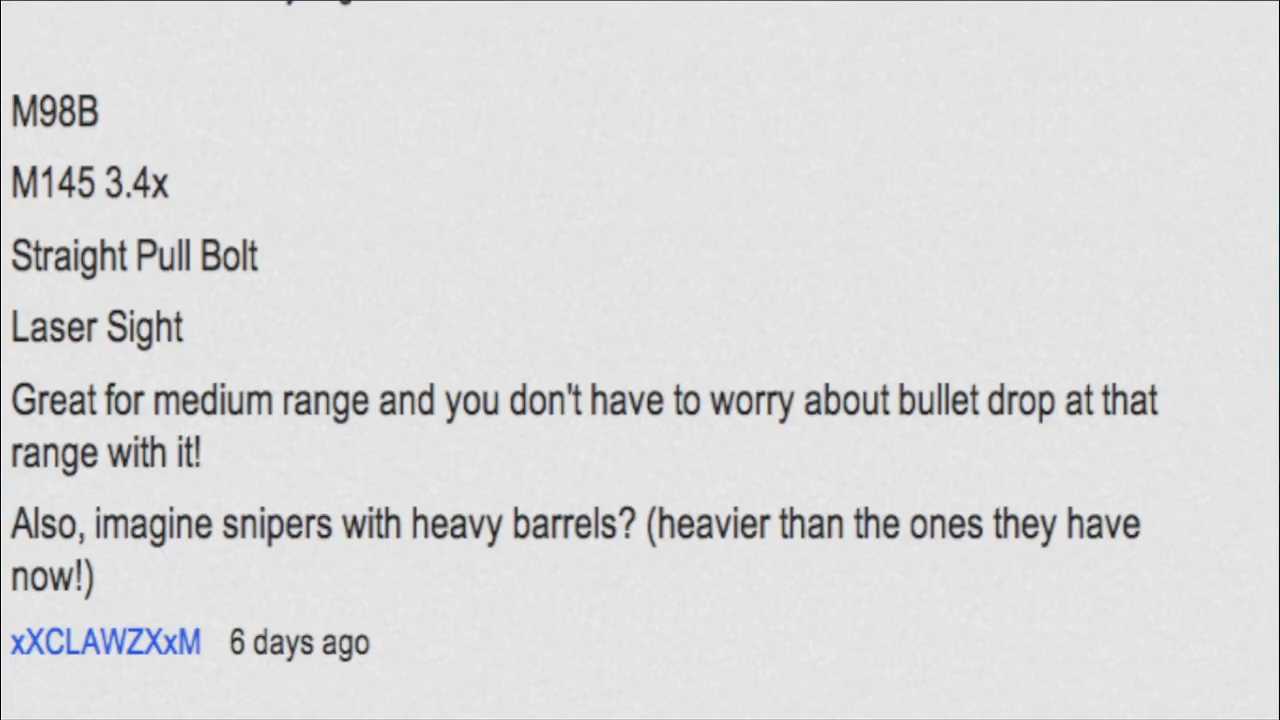 M98B
M145 3.4x
Straight Pull Bolt
Laser Sight
Great for medium range and you don't have to worry about bullet drop at that
range with it!
Also, imagine snipers with heavy barrels? (heavier than the ones they have
now!)
xXCLAWZXxM 6 days ago